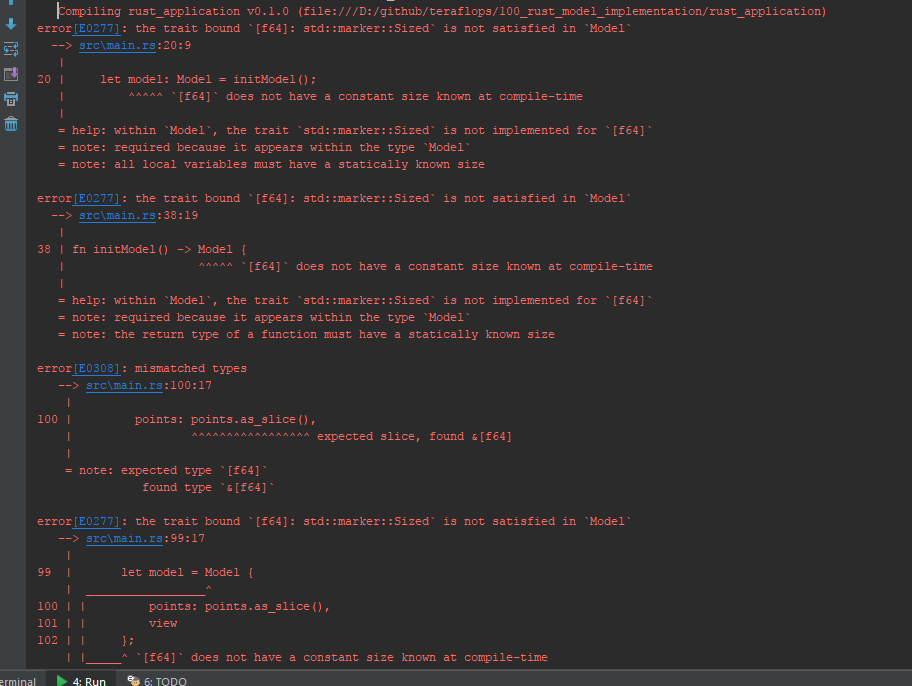 Compiling rust_application v0.1.0 (file:///D:/github/teraflops/100_rust_model_implementation/rust_application)
error[E0277]: the trait bound `[f64]: std::marker::Sized` is not satisfied in `Model`
--> src\main.rs:20:9
|
20 |     let model: Model = initModel();
|         ^^^^^ `[f64]` does not have a constant size known at compile-time
|
= help: within `Model`, the trait `std::marker::Sized` is not implemented for `[f64]`
= note: required because it appears within the type `Model`
= note: all local variables must have a statically known size
error[E0277]: the trait bound `[f64]: std::marker::Sized` is not satisfied in `Model`
--> src\main.rs:38:19
|
38 | fn initModel() -> Model {
|                   ^^^^^ `[f64]` does not have a constant size known at compile-time
|
= help: within `Model`, the trait `std::marker::Sized` is not implemented for `[f64]`
= note: required because it appears within the type `Model`
= note: the return type of a function must have a statically known size
error[E0308]: mismatched types
--> src\main.rs:100:17
|
100 |         points: points.as_slice(),
|                 ^^^^^^^^^^^^^^^^^ expected slice, found &[f64]
|
= note: expected type `[f64]`
found type `&[f64]`
error[E0277]: the trait bound `[f64]: std::marker::Sized` is not satisfied in `Model`
--> src\main.rs:99:17
|
99  |       let model = Model {
|  _________________^
100 | |         points: points.as_slice(),
101 | |         view
102 | |     };
| |_____^ `[f64]` does not have a constant size known at compile-time
erminal 4: Run 6: TODO